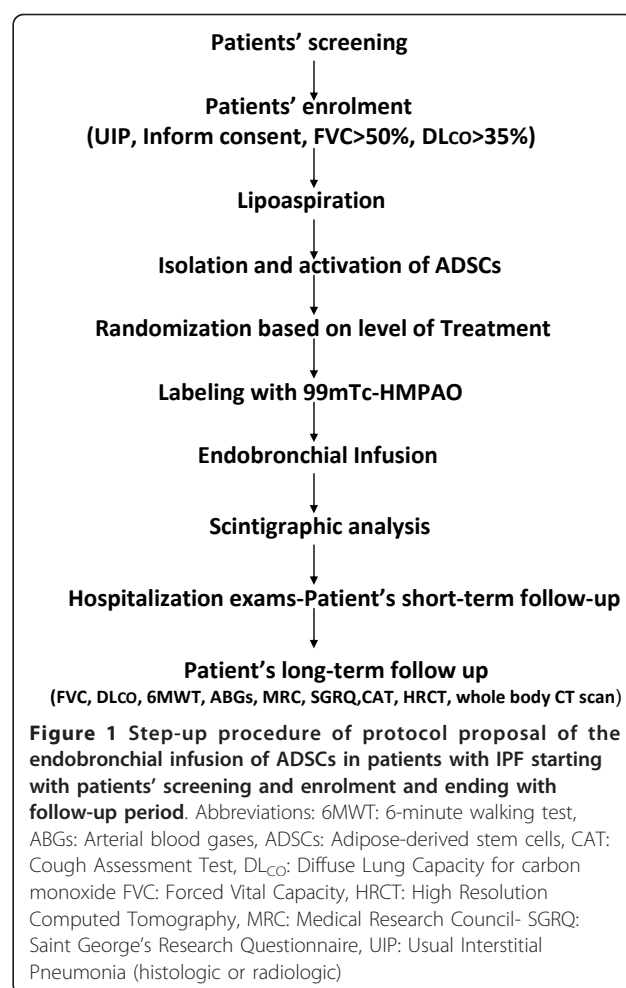 Patients’ screening
Patients’ enrolment
(UIP, Inform consent, FVC>50%, DLCO>35%)
Lipoaspiration
Isolation and activation of ADSCs
Randomization based on level of Treatment
Labeling with 99mTc-HMPAO
Endobronchial Infusion
Scintigraphic analysis
Hospitalization exams-Patient’s short-term follow-up
Patient’s long-term follow up
(FVC, DLCO, 6MWT, ABGs, MRC, SGRQ,CAT, HRCT, whole body CT scan)
Figure 1 Step-up procedure of protocol proposal of the
endobronchial infusion of ADSCs in patients with IPF starting
with patients’ screening and enrolment and ending with
follow-up period. Abbreviations: 6MWT: 6-minute walking test,
ABGs: Arterial blood gases, ADSCs: Adipose-derived stem cells, CAT:
Cough Assessment Test, DLCO: Diffuse Lung Capacity for carbon
monoxide FVC: Forced Vital Capacity, HRCT: High Resolution
Computed Tomography, MRC: Medical Research Council- SGRQ:
Saint George’s Research Questionnaire, UIP: Usual Interstitial
Pneumonia (histologic or radiologic)